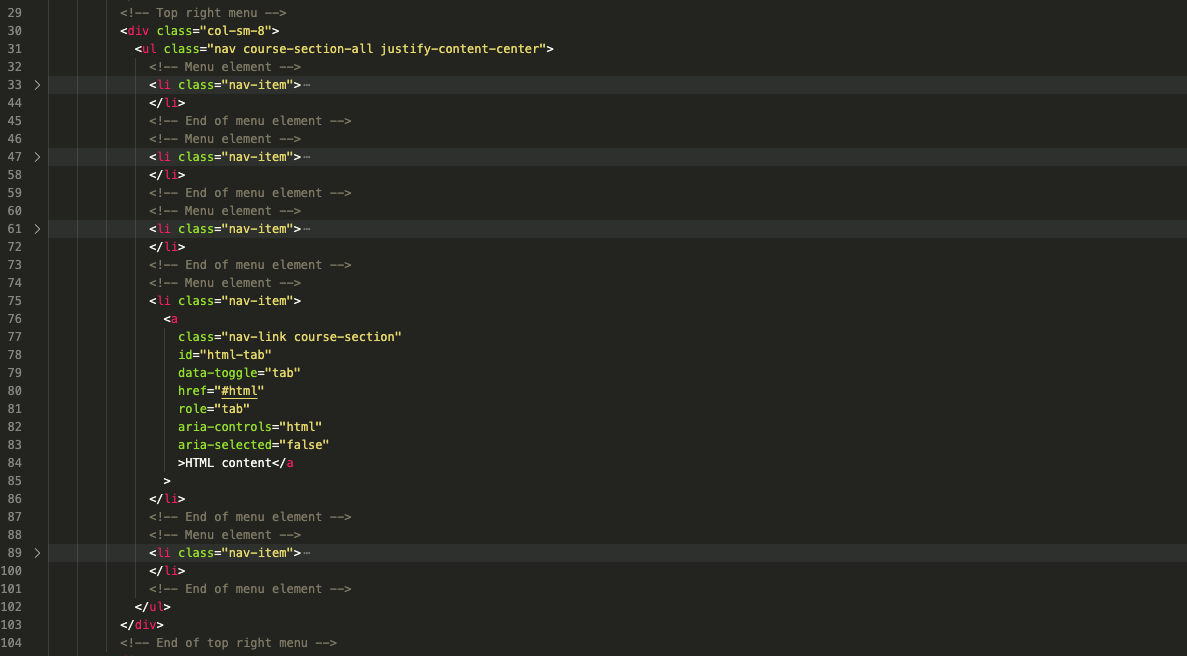 29 <!-- Top right menu -->
30 <div class="col-sm-8">
31 <ul class="nav course-section-all justify-content-center">
32 <!-- Menu element -->
33 > <li class="nav-item">⋯
44 </li>
45 <!-- End of menu element -->
46 <!-- Menu element -->
47 > <li class="nav-item">⋯
58 </li>
59 <!-- End of menu element -->
60 <!-- Menu element -->
61 > <li class="nav-item">⋯
72 </li>
73 <!-- End of menu element -->
74 <!-- Menu element -->
75 <li class="nav-item">
76 <a
77 class="nav-link course-section"
78 id="html-tab"
79 data-toggle="tab"
80 href="#html"
81 role="tab"
82 aria-controls="html"
83 aria-selected="false"
84 >HTML content</a
85 >
86 </li>
87 <!-- End of menu element -->
88 <!-- Menu element -->
89 > <li class="nav-item">⋯
100 </li>
101 <!-- End of menu element -->
102 </ul>
103 </div>
104 <!-- End of top right menu -->